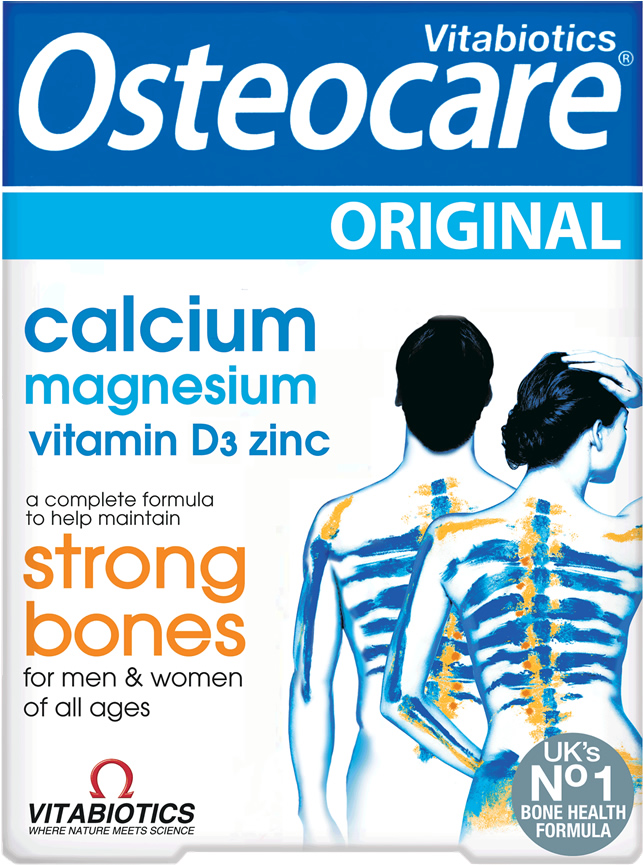 Vitabiotics
Osteocare®
ORIGINAL
calcium
magnesium
vitamin D3 zinc
a complete formula
to help maintain
strong
bones
for men & women
of all ages
VITABIOTICS
WHERE NATURE MEETS SCIENCE
UK's
Nº1
BONE HEALTH
FORMULA